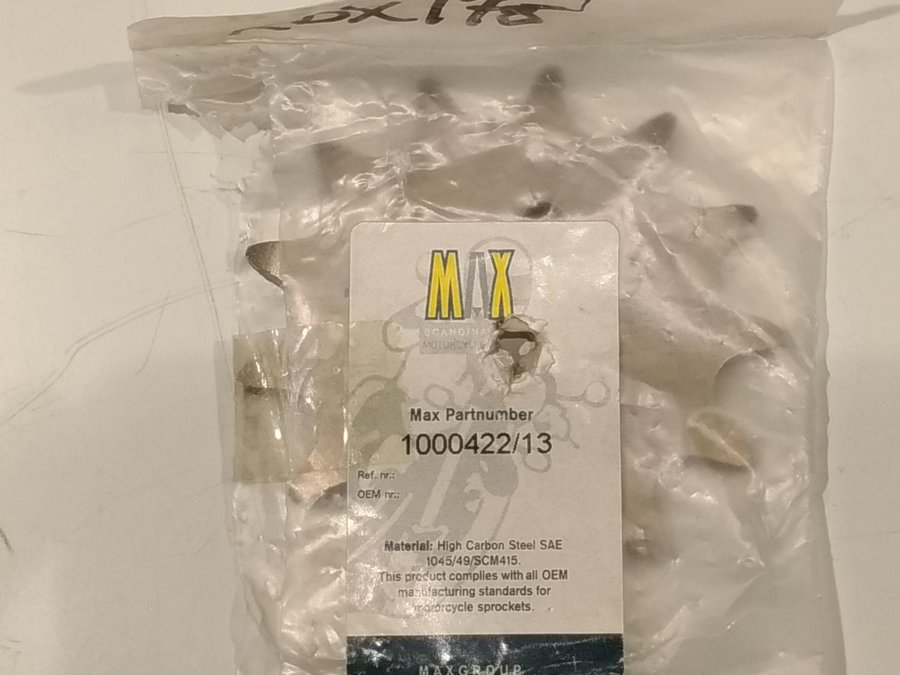 MAX
MOTORCYCLE
Max Partnumber
1000422/13
Ref. nr.:
OEM nr.:
Material: High Carbon Steel SAE
1045/49/SCM415.
This product complies with all OEM
manufacturing standards for
motorcycle sprockets.
MAXGROUP